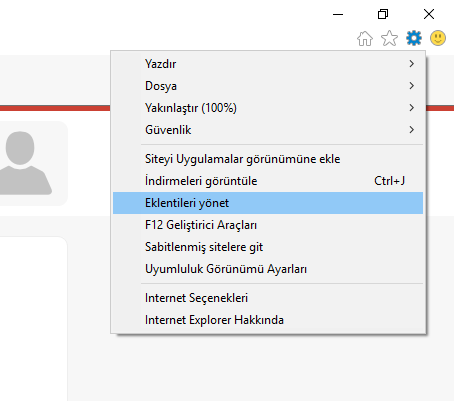 Yazdır
Dosya
Yakınlaştır (100%)
Güvenlik
Siteyi Uygulamalar görünümüne ekle
İndirmeleri görüntüle Ctrl+J
Eklentileri yönet
F12 Geliştirici Araçları
Sabitlenmiş sitelere git
Uyumluluk Görünümü Ayarları
Internet Seçenekleri
Internet Explorer Hakkında